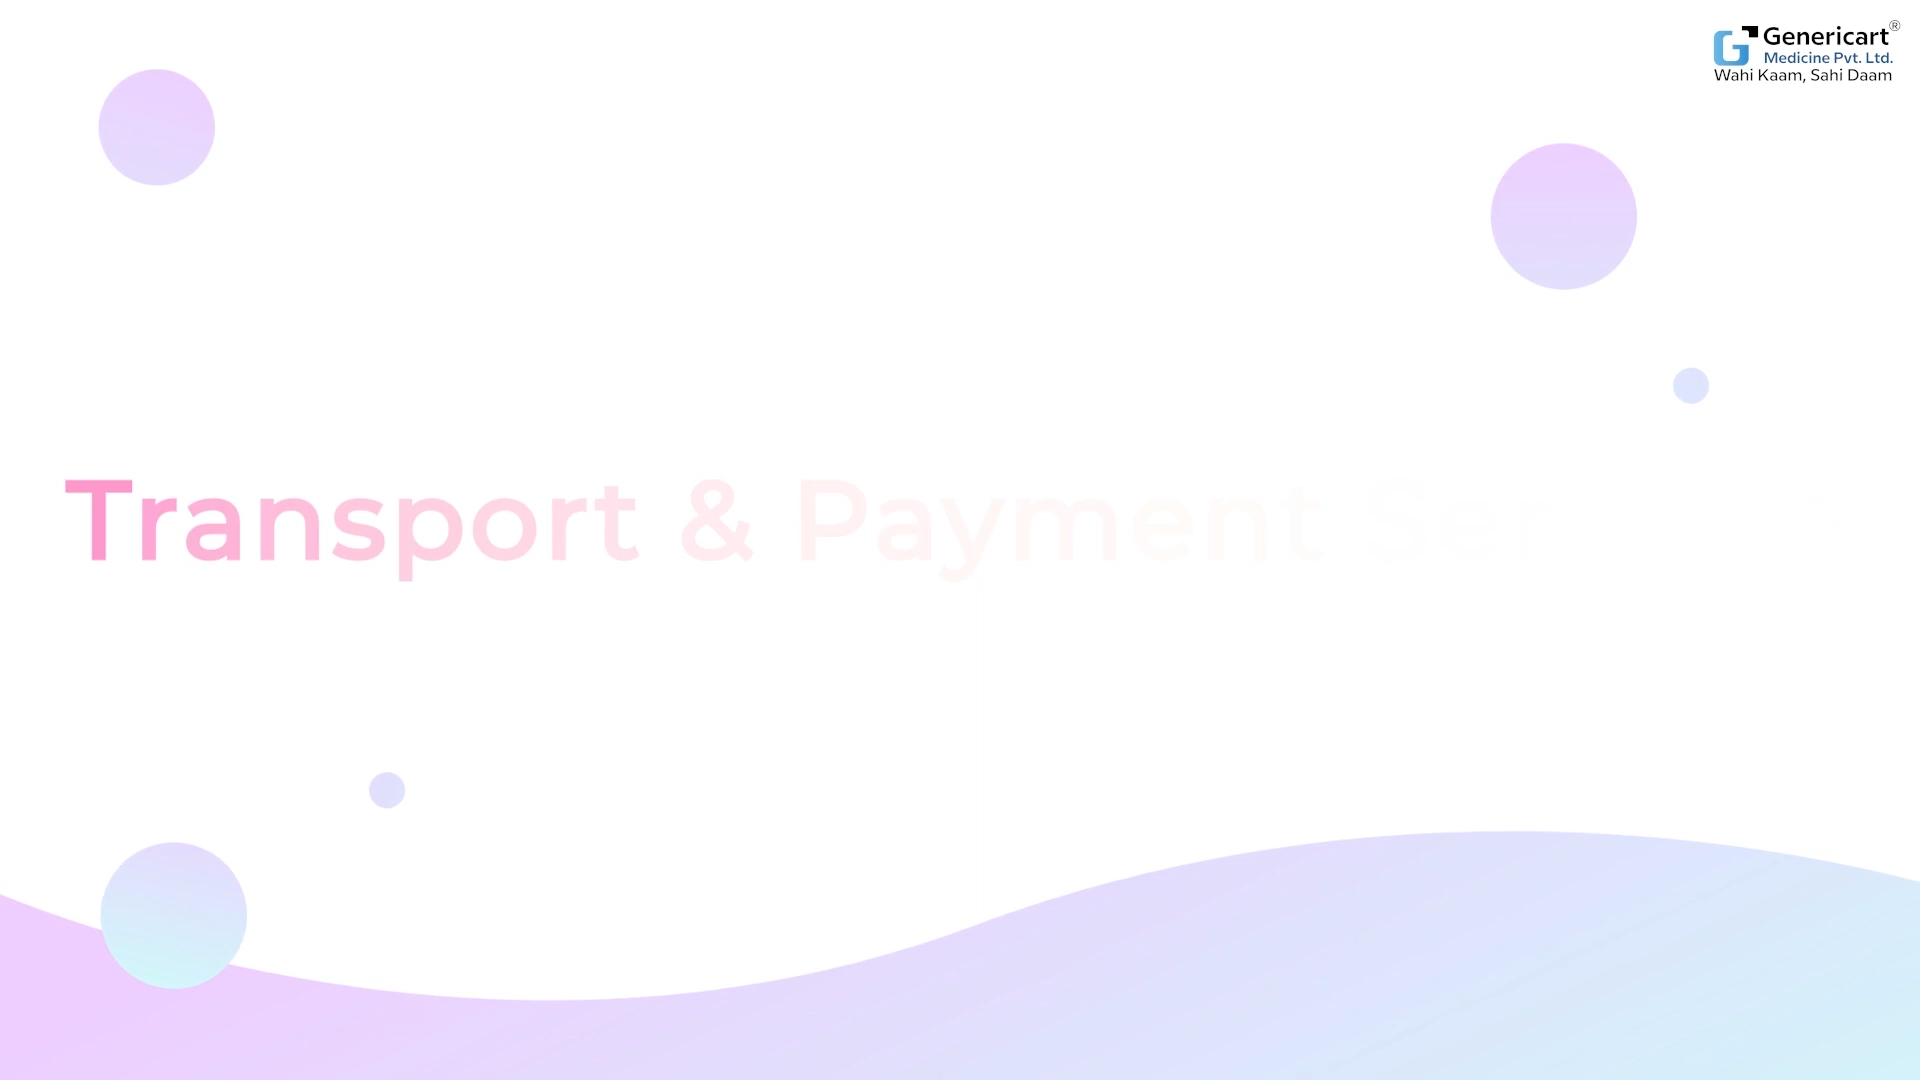 Genericart®
Medicine Pvt. Ltd.
Wahi Kaam, Sahi Daam
Transport & Payment